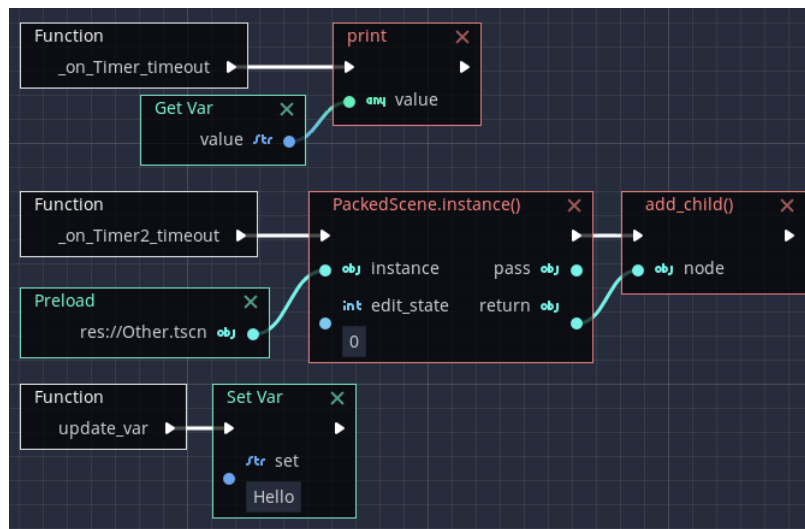 Function
_on_Timer_timeout
print
any value
Get Var
value Str
Function
_on_Timer2_timeout
PackedScene.instance()
obj instance pass obj
int edit_state return obj
0
add_child()
obj node
Preload
res://Other.tscn obj
Function
update_var
Set Var
Str set
Hello